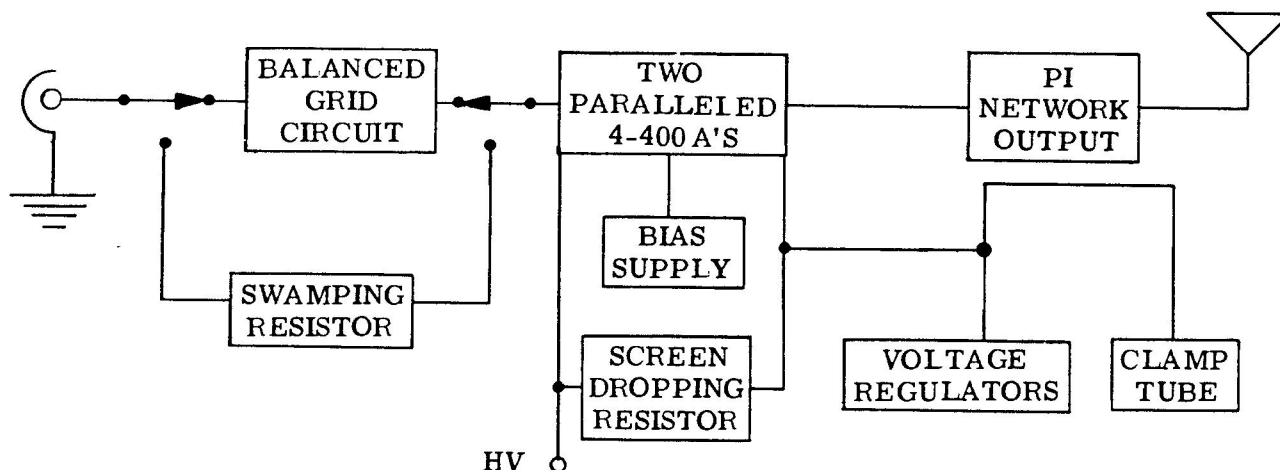 BALANCED
GRID
CIRCUIT
TWO
PARALLELED
4-400 A'S
PI
NETWORK
OUTPUT
BIAS
SUPPLY
SWAMPING
RESISTOR
SCREEN
DROPPING
RESISTOR
VOLTAGE
REGULATORS
CLAMP
TUBE
HV